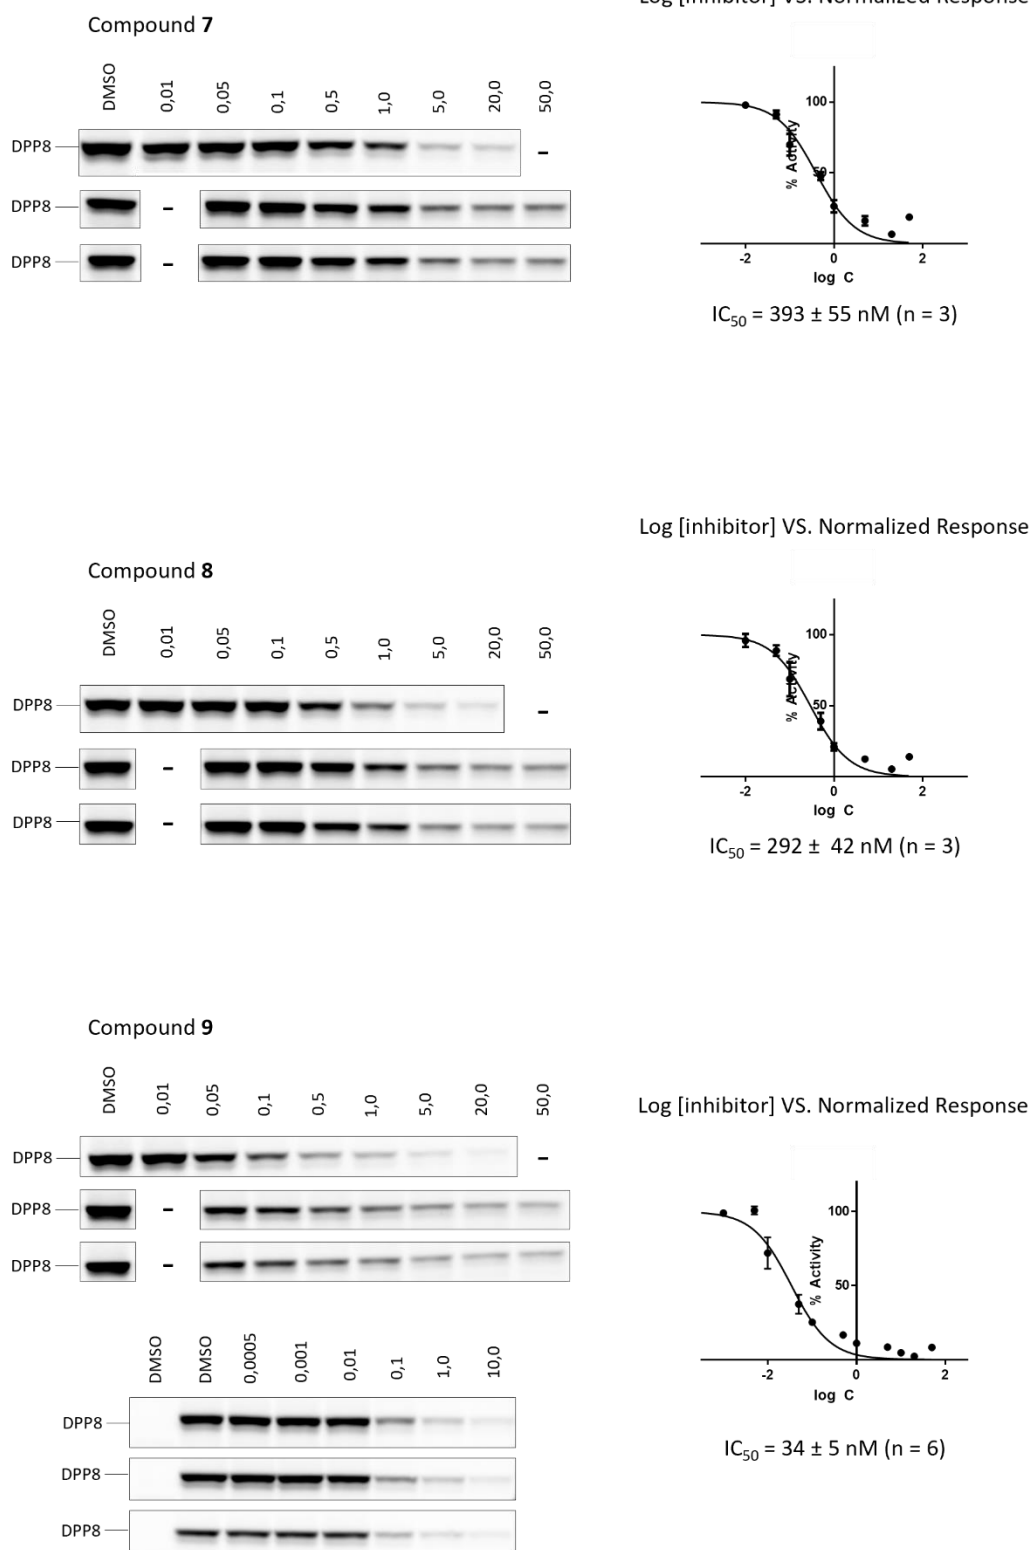 Log [inhibitor] VS. Normalized Response
Compound 7
DMSO 0,01 0,05 0,1 0,5 1,0 5,0 20,0 50,0
DPP8 –
DPP8 –
DPP8 –
% Activity
100
50
-2 0 2
log C
IC50 = 393 ± 55 nM (n = 3)
Log [inhibitor] VS. Normalized Response
Compound 8
DMSO 0,01 0,05 0,1 0,5 1,0 5,0 20,0 50,0
DPP8 –
DPP8 –
DPP8 –
% Activity
100
50
-2 0 2
log C
IC50 = 292 ± 42 nM (n = 3)
Compound 9
DMSO 0,01 0,05 0,1 0,5 1,0 5,0 20,0 50,0
DPP8 –
DPP8 –
DPP8 –
Log [inhibitor] VS. Normalized Response
% Activity
100
50
-2 0 2
log C
IC50 = 34 ± 5 nM (n = 6)
DMSO DMSO 0,0005 0,001 0,01 0,1 1,0 10,0
DPP8
DPP8
DPP8